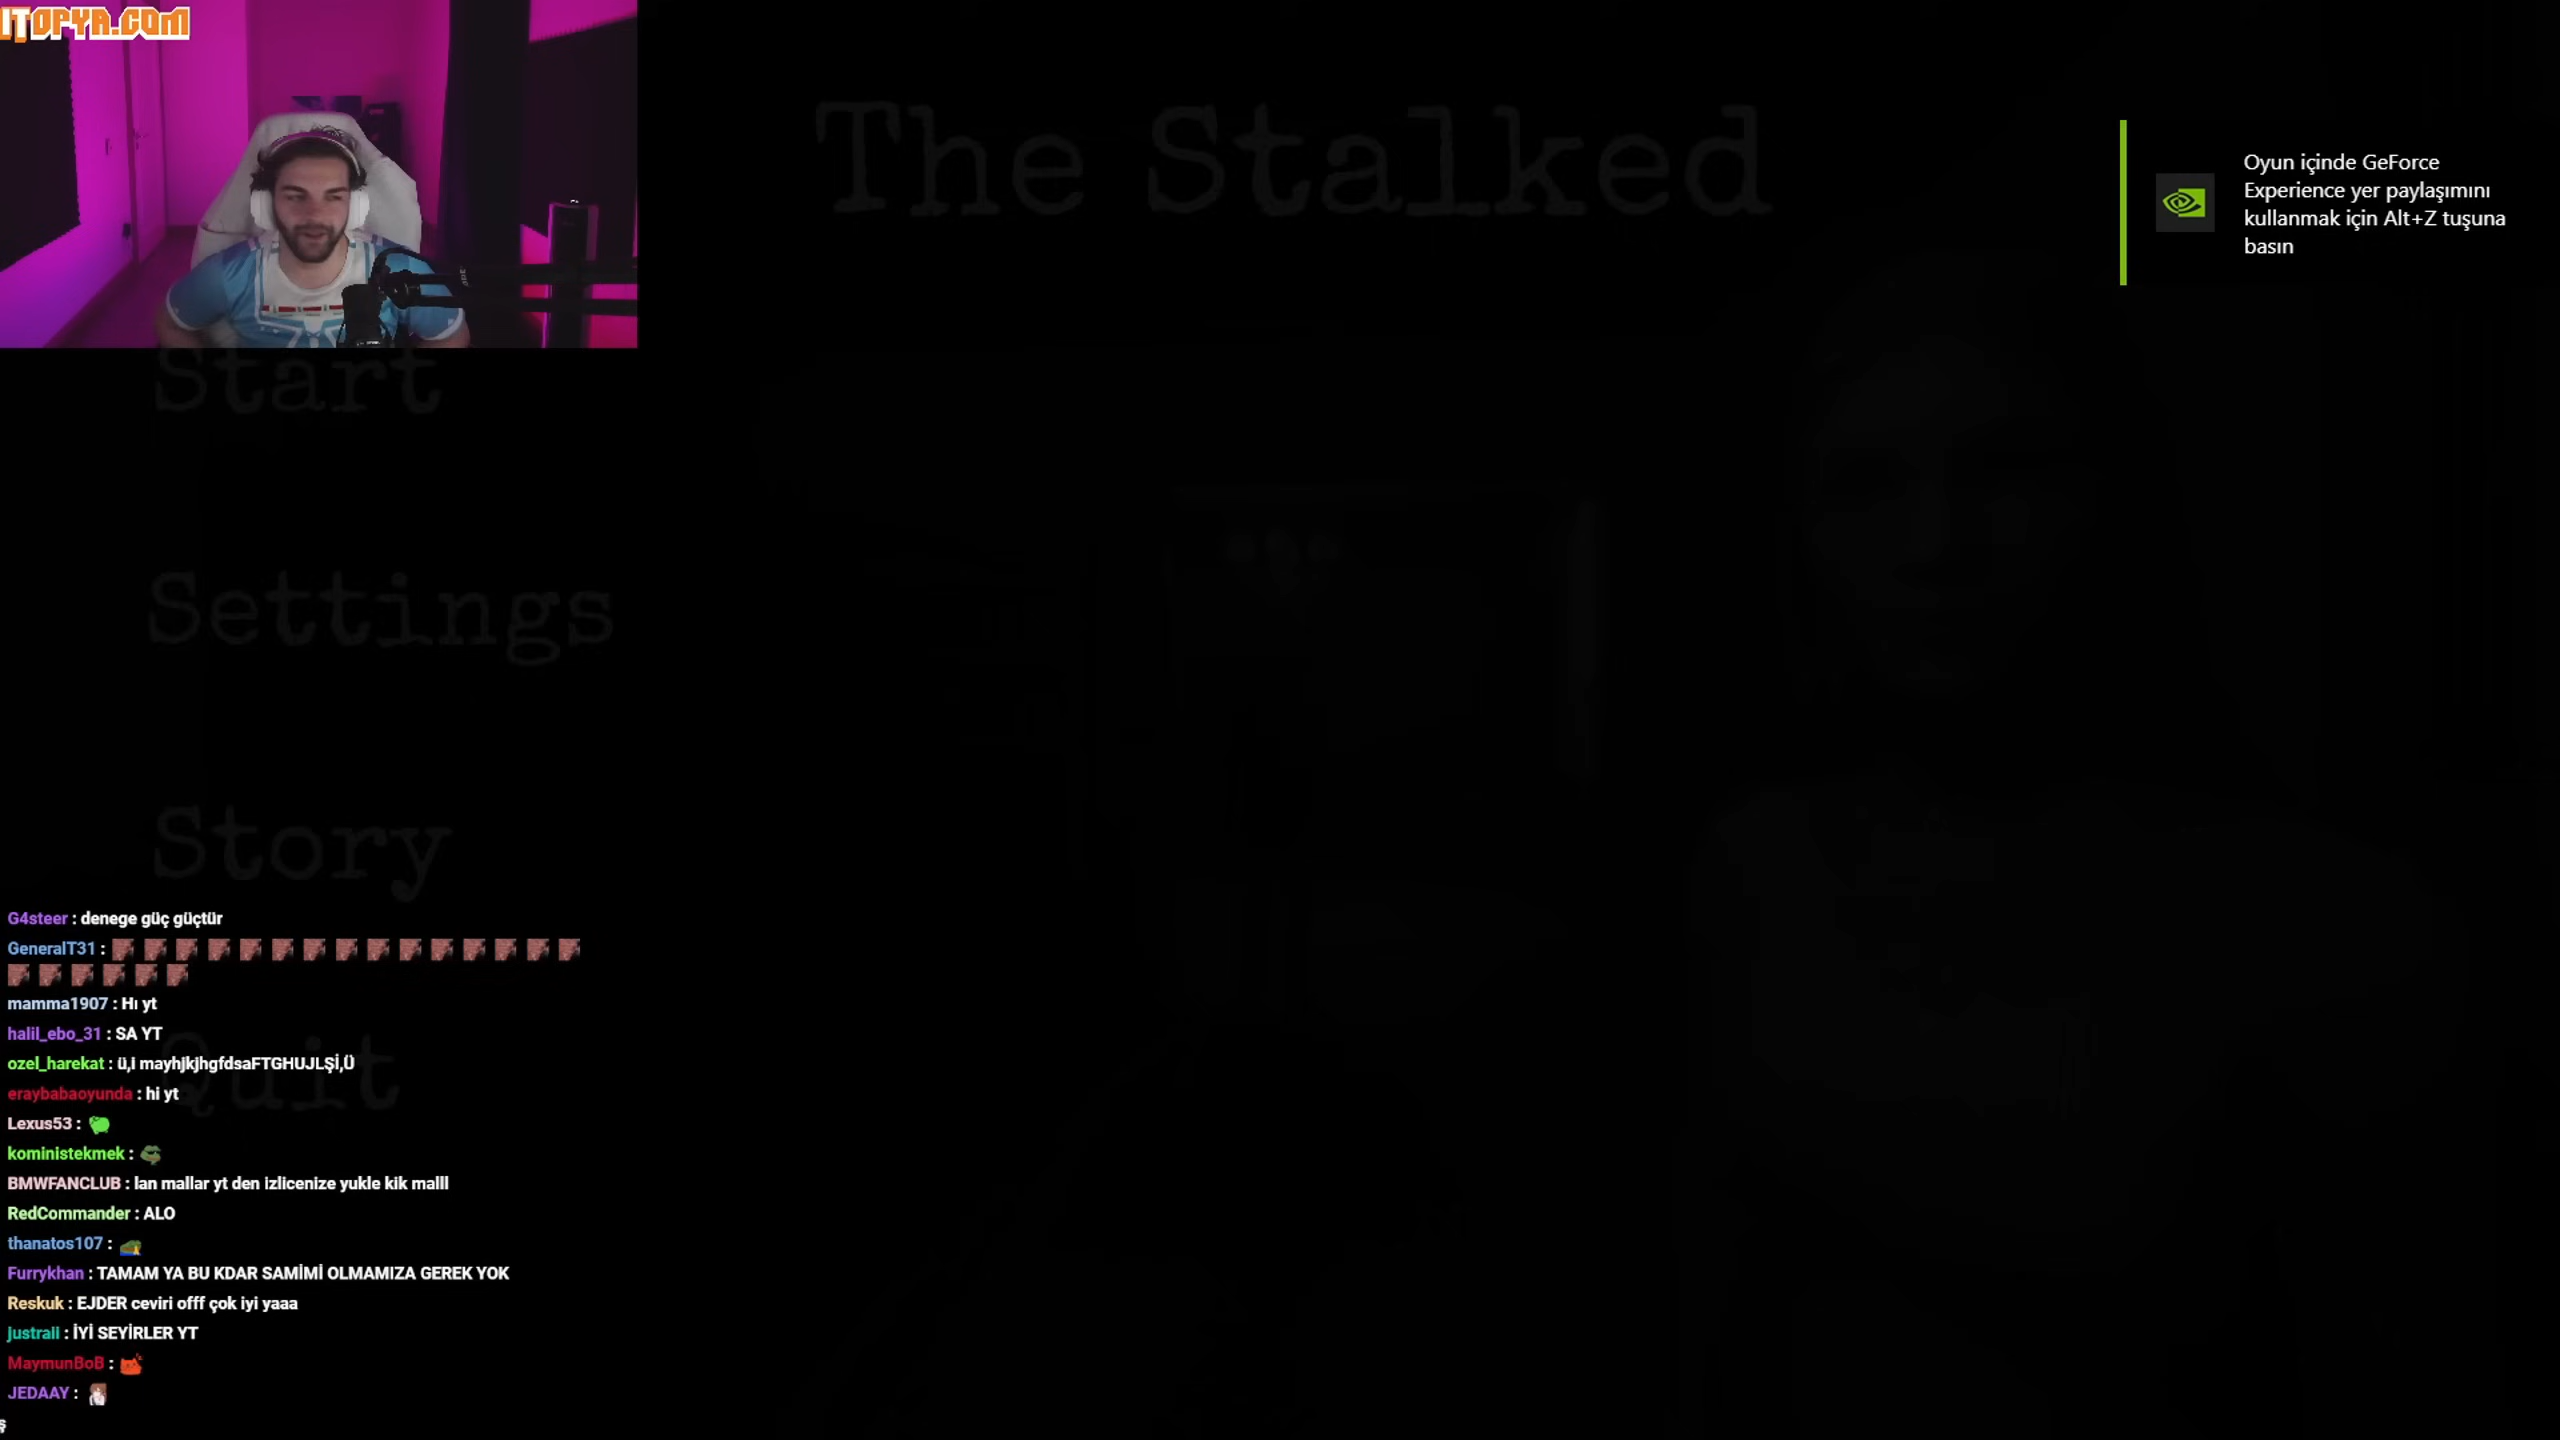 ITOPYA.COM
The Stalked
Oyun içinde GeForce
Experience yer paylaşımını
kullanmak için Alt+Z tuşuna
basın
Start
Settings
Story
Quit
G4steer : denege güç güçtür
GeneralT31 :
mamma1907 : Hı yt
halil_ebo_31 : SA YT
ozel_harekat : ü,i mayhjkjhgfdsaFTGHUJLŞİ,Ü
eraybabaoyunda : hi yt
Lexus53 :
koministekmek :
BMWFANCLUB : lan mallar yt den izlicenize yukle kik malll
RedCommander : ALO
thanatos107 :
Furrykhan : TAMAM YA BU KDAR SAMİMİ OLMAMIZA GEREK YOK
Reskuk : EJDER ceviri offf çok iyi yaaa
justraii : İYİ SEYİRLER YT
MaymunBoB :
JEDAAY :